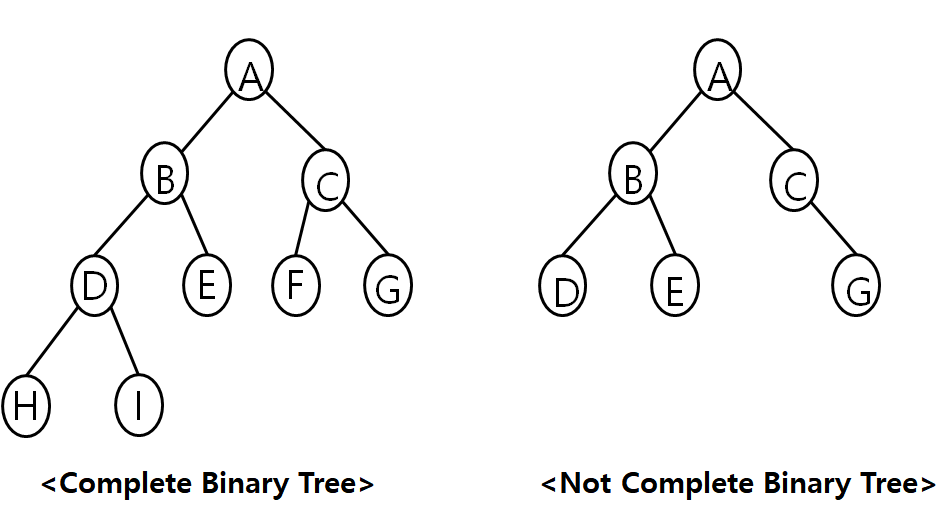 A
B
C
D
E
F
G
H
I
<Complete Binary Tree>
A
B
C
D
E
G
<Not Complete Binary Tree>